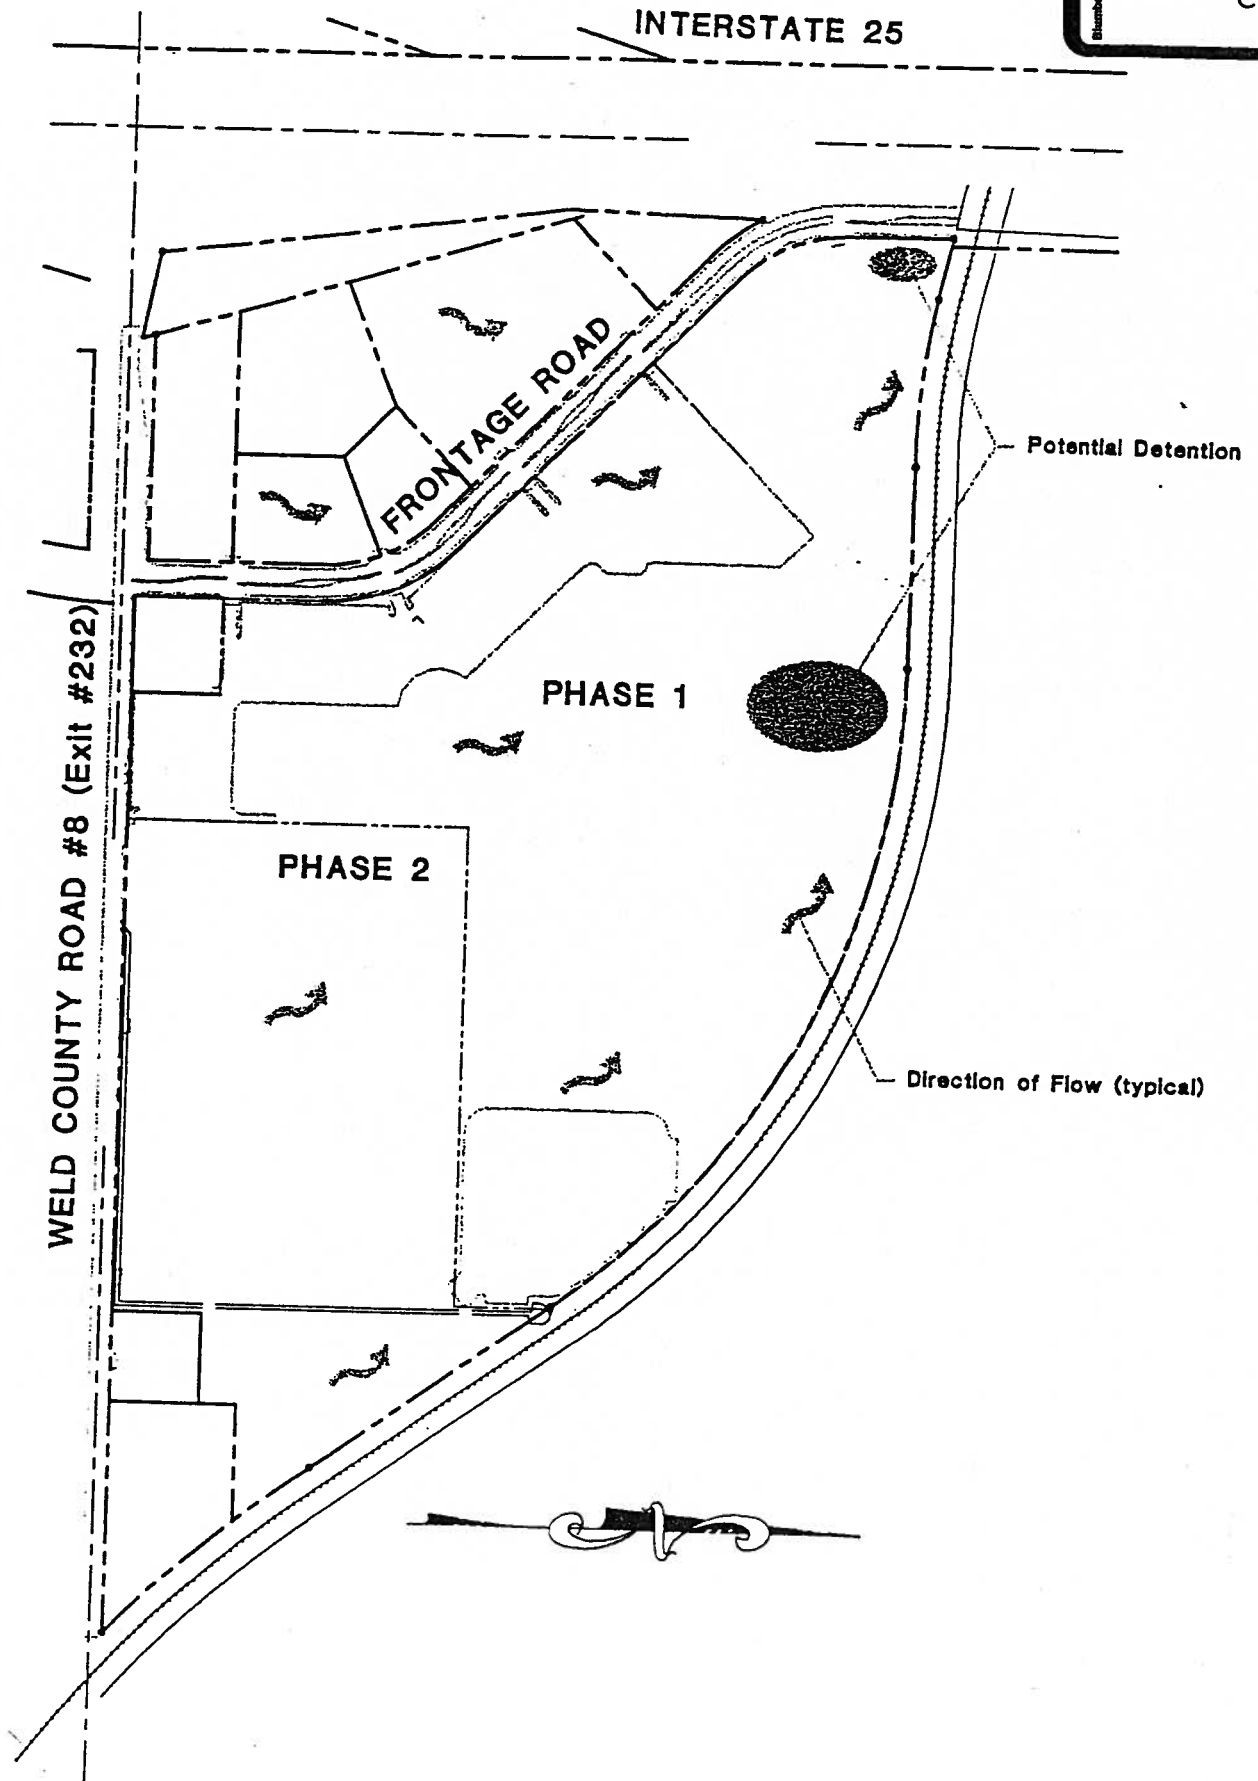 INTERSTATE 25
FRONTAGE ROAD
Potential Detention
WELD COUNTY ROAD #8 (Exit #232)
PHASE 1
PHASE 2
Direction of Flow (typical)